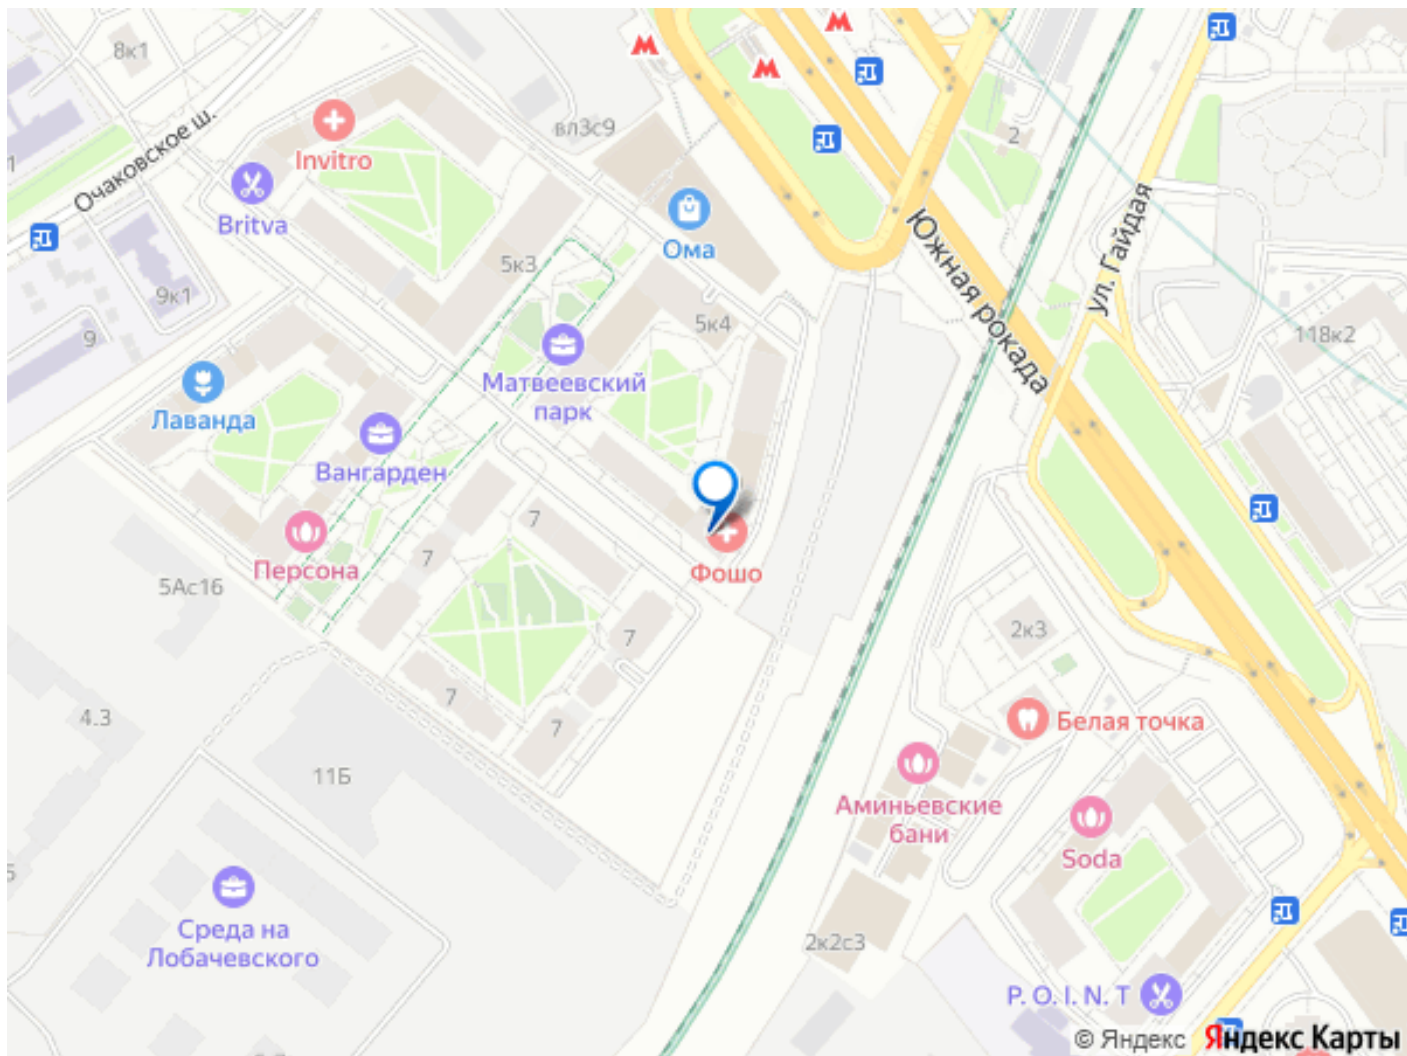 8к1
вл3с9
2
Очаковское ш.
Invitro
Britva
Ома
ул. Гайдая
Южная рокада
5к3
9к1
9
5к4
118к2
Матвеевский
парк
Лаванда
Вангарден
7
7
Персона
5Ас16
Фошо
7
2к3
7
7
4.3
11Б
Белая точка
Аминьевские
бани
Soda
Среда на
Лобачевского
2к2с3
P. O. I. N. T
© Яндекс Яндекс Карты